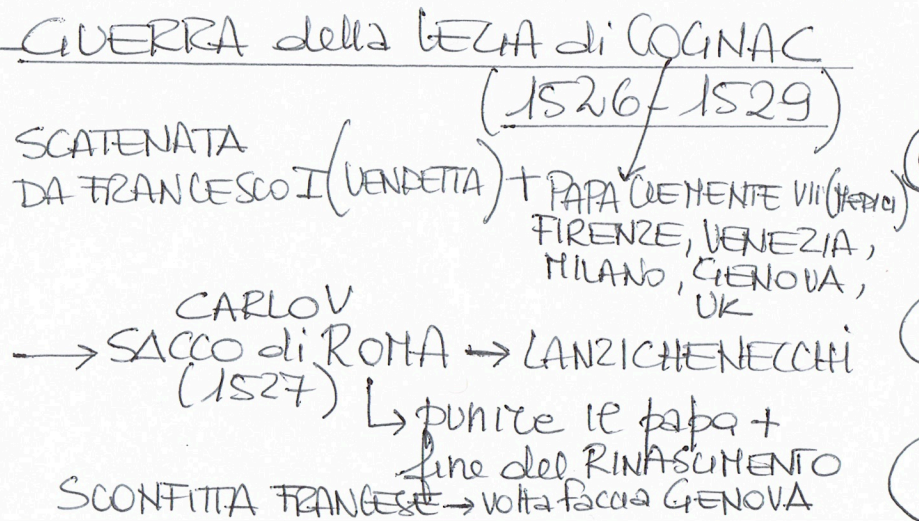 GUERRA della LEGA di COGNAC
(1526-1529)
SCATENATA
DA FRANCESCO I (VENDETTA) + PAPA CLEMENTE VII (MEDICI)
FIRENZE, VENEZIA,
MILANO, GENOVA,
UK
CARLO V
→ SACCO di ROMA → LANZICHENECCHI
(1527)
↳ punire il papa +
fine del RINASCIMENTO
SCONFITTA FRANCESE → voltafaccia GENOVA